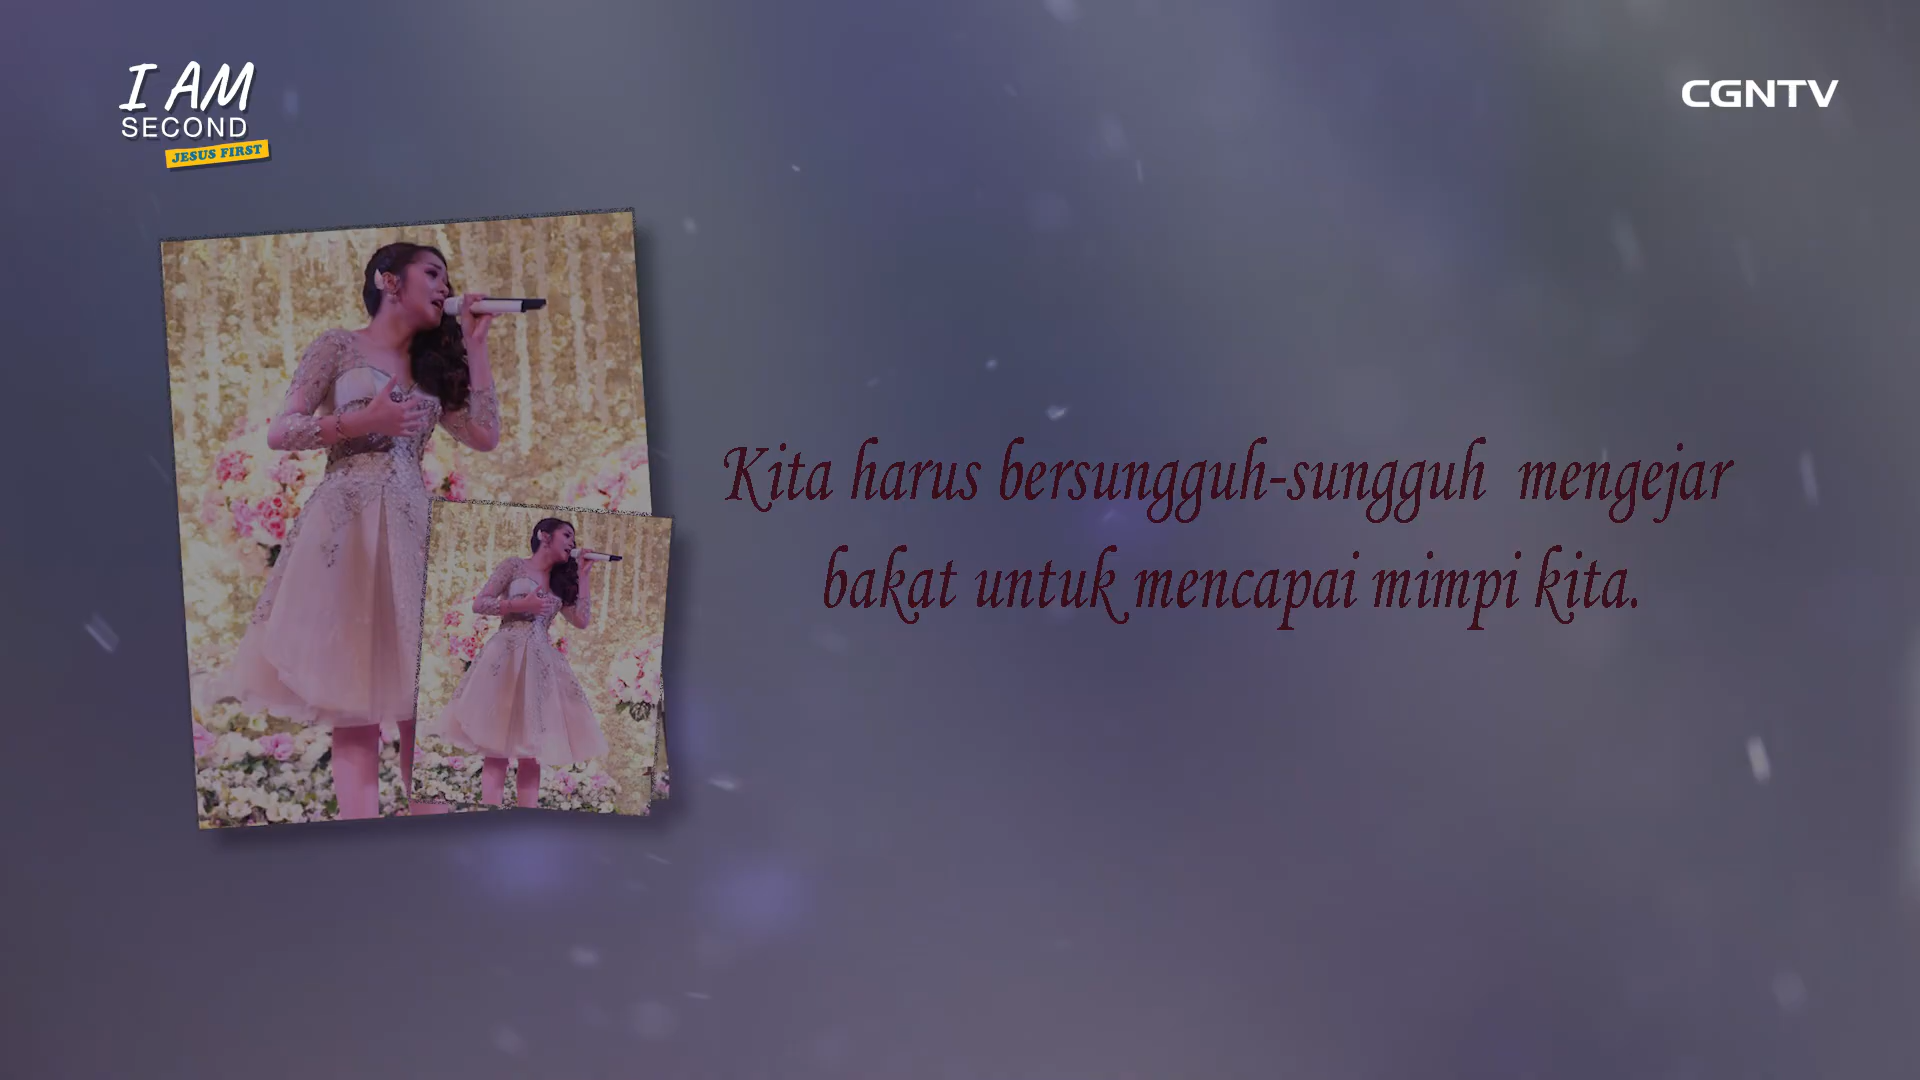 I AM
SECOND
JESUS FIRST
CGNTV
Kita harus bersungguh-sungguh mengejar
bakat untuk mencapai mimpi kita.